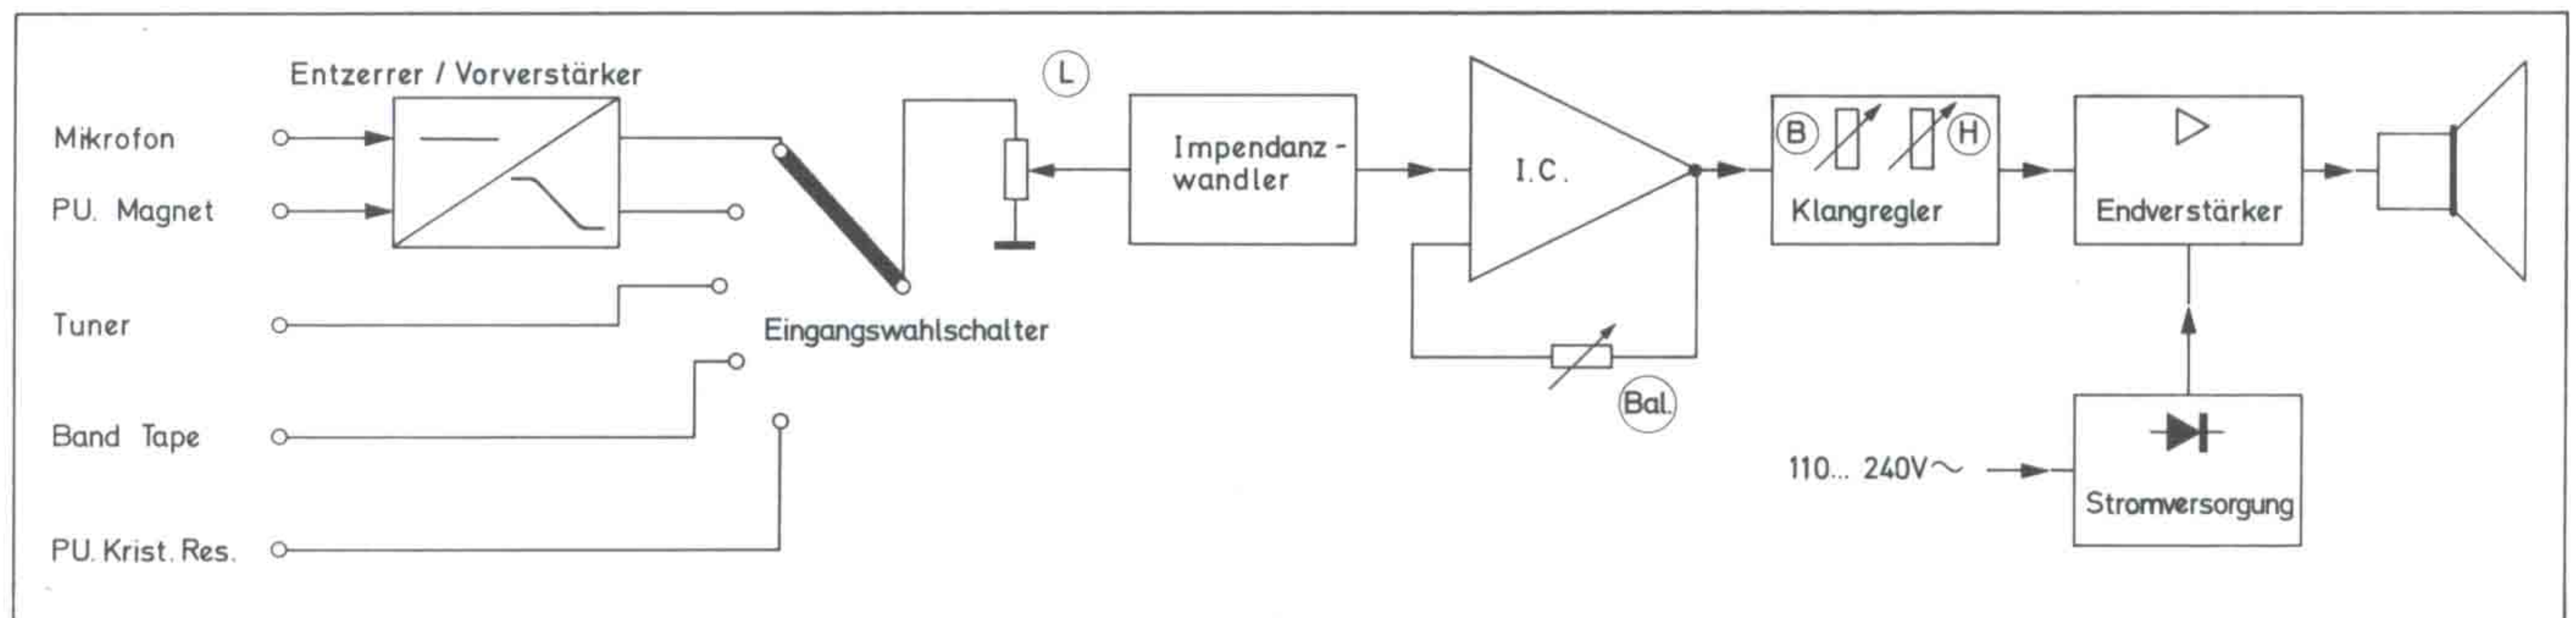 Entzerrer / Vorverstärker
Mikrofon
PU. Magnet
Tuner
Band Tape
PU. Krist. Res.
Eingangswahlschalter
L
Impendanz-
wandler
I.C.
Bal.
B
H
Klangregler
Endverstärker
110... 240V~
Stromversorgung